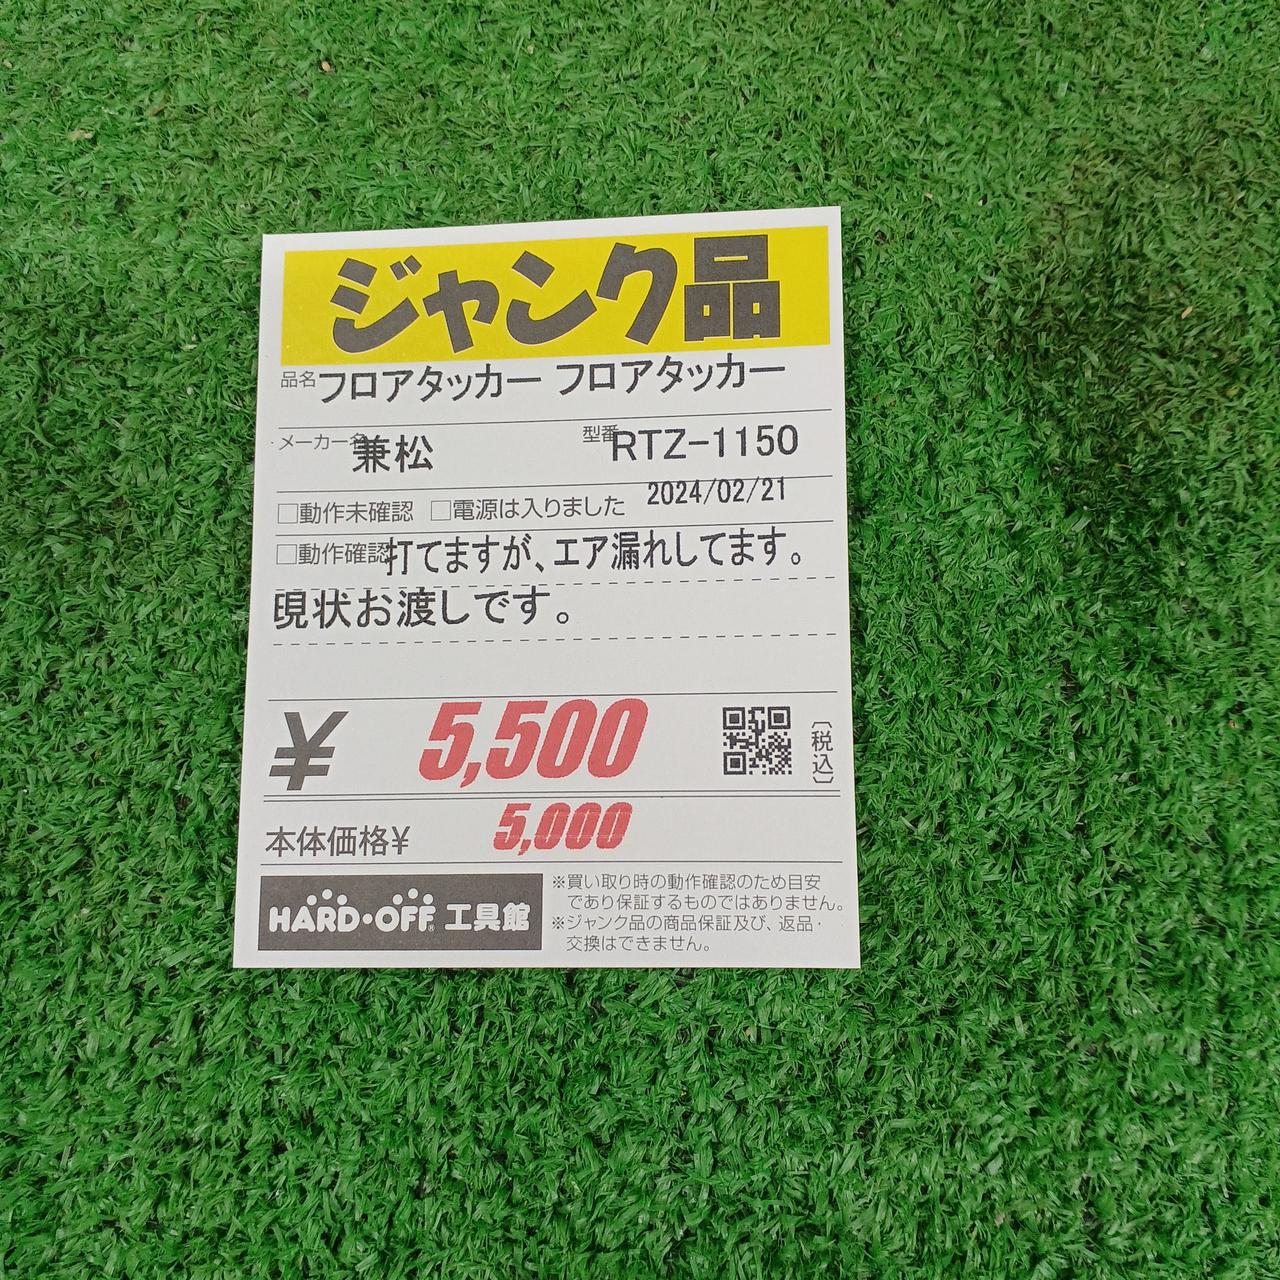 ジャンク品
品名 フロアタッカー フロアタッカー
メーカー名 兼松 型番 RTZ-1150
□動作未確認 □電源は入りました 2024/02/21
□動作確認 打てますが、エア漏れしてます。
現状お渡しです。
¥ 5,500 〔税込〕
本体価格¥ 5,000
HARD・OFF® 工具館
※買い取り時の動作確認のため目安
であり保証するものではありません。
※ジャンク品の商品保証及び、返品・
交換はできません。